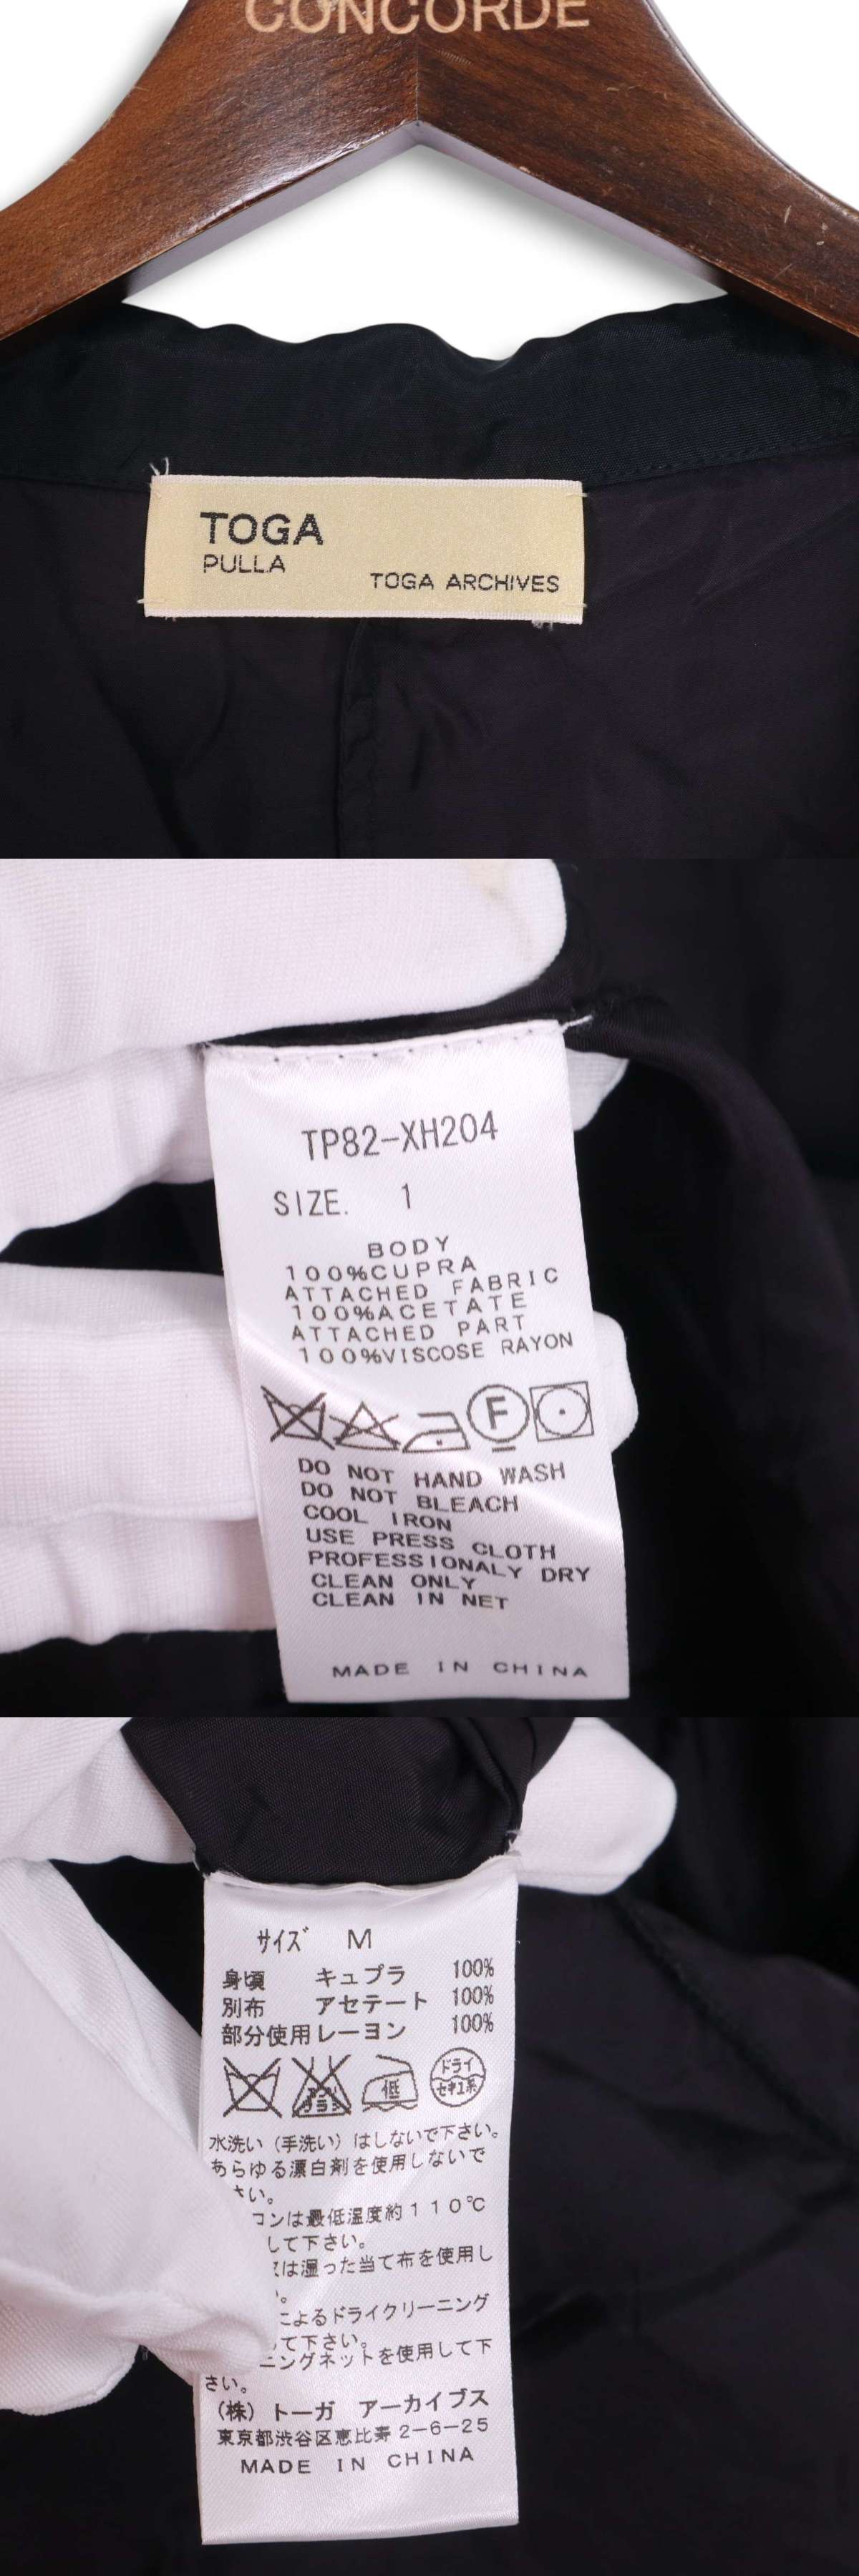 CONCORDE
TOGA
PULLA
TOGA ARCHIVES
TP82-XH204
SIZE. 1
BODY
100%CUPRA
ATTACHED FABRIC
100%ACETATE
ATTACHED PART
100%VISCOSE RAYON
F
DO NOT HAND WASH
DO NOT BLEACH
COOL IRON
USE PRESS CLOTH
PROFESSIONALY DRY
CLEAN ONLY
CLEAN IN NET
MADE IN CHINA
サイズ M
身頃 キュプラ 100%
別布 アセテート 100%
部分使用 レーヨン 100%
低 ドライ
セキユ系
水洗い（手洗い）はしないで下さい。
あらゆる漂白剤を使用しないで
さい。
コンは最低温度約110℃
して下さい。
は湿った当て布を使用し
。
によるドライクリーニング
て下さい。
ニングネットを使用して下
さい。
(株) トーガ アーカイブス
東京都渋谷区恵比寿2-6-25
MADE IN CHINA